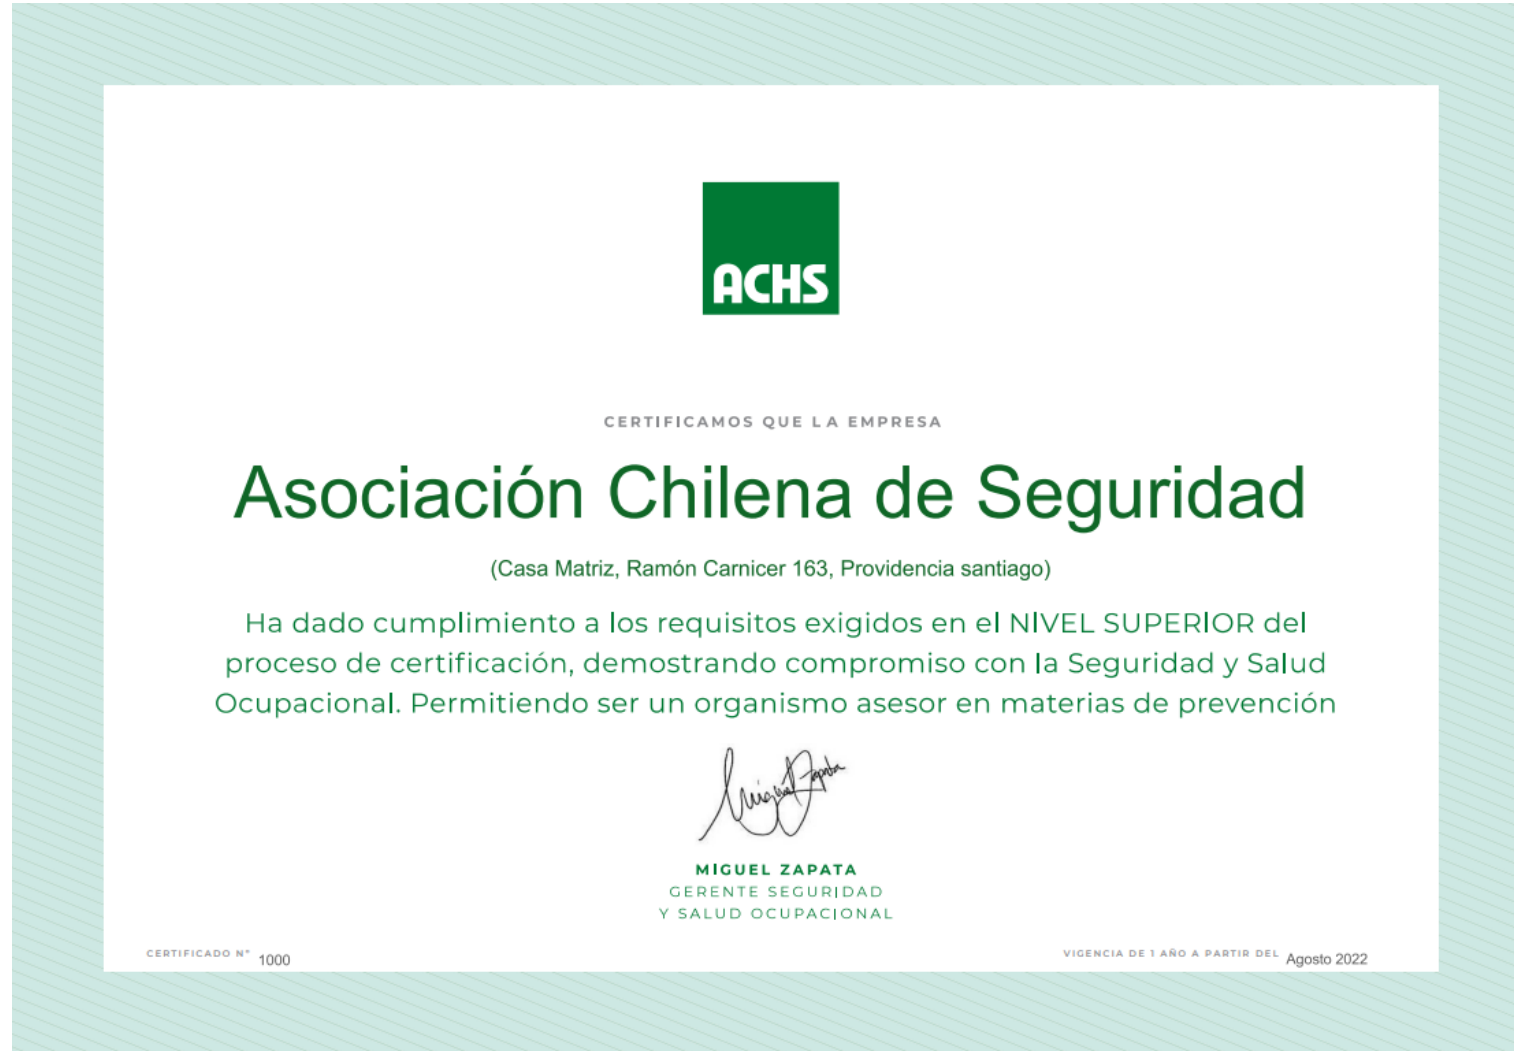 ACHS
CERTIFICAMOS QUE LA EMPRESA
Asociación Chilena de Seguridad
(Casa Matriz, Ramón Carnicer 163, Providencia santiago)
Ha dado cumplimiento a los requisitos exigidos en el NIVEL SUPERIOR del
proceso de certificación, demostrando compromiso con la Seguridad y Salud
Ocupacional. Permitiendo ser un organismo asesor en materias de prevención
Miguel Zapata
MIGUEL ZAPATA
GERENTE SEGURIDAD
Y SALUD OCUPACIONAL
CERTIFICADO N° 1000
VIGENCIA DE 1 AÑO A PARTIR DEL Agosto 2022